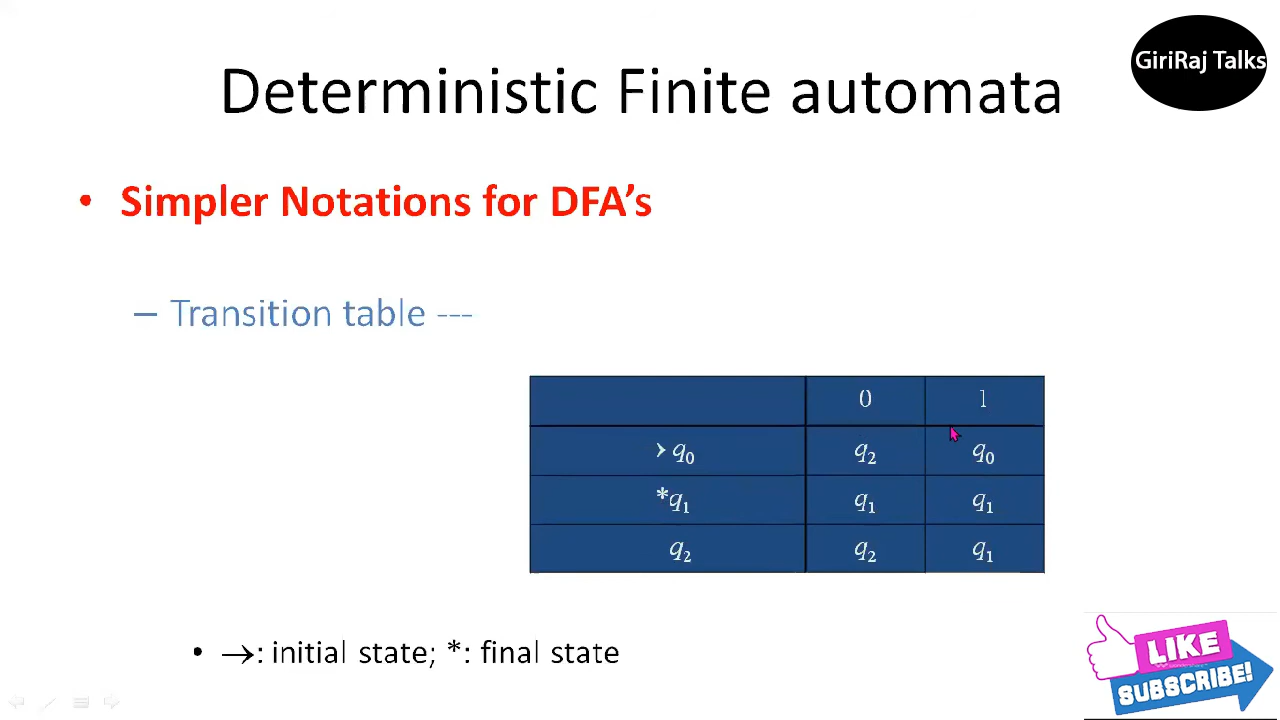 GiriRaj Talks
Deterministic Finite automata
• Simpler Notations for DFA’s
– Transition table ---
0 1
q0 q2 q0
*q1 q1 q1
q2 q2 q1
• →: initial state; *: final state
LIKE
SUBSCRIBE!